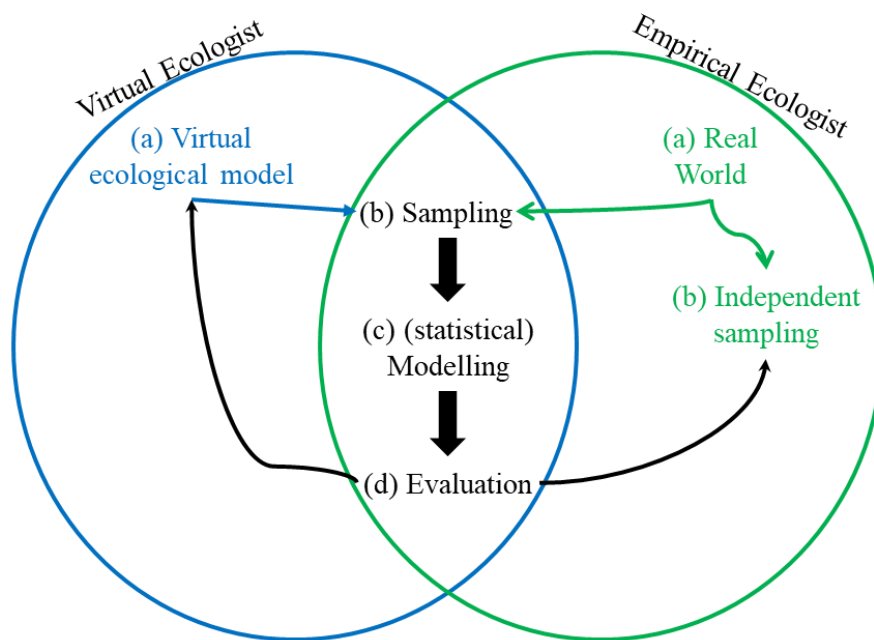 Virtual Ecologist
Empirical Ecologist
(a) Virtual
ecological model
(a) Real
World
(b) Sampling
(b) Independent
sampling
(c) (statistical)
Modelling
(d) Evaluation